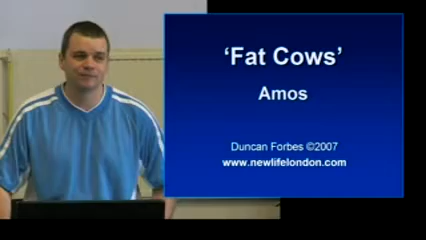 ‘Fat Cows’
Amos
Duncan Forbes ©2007
www.newlifelondon.com